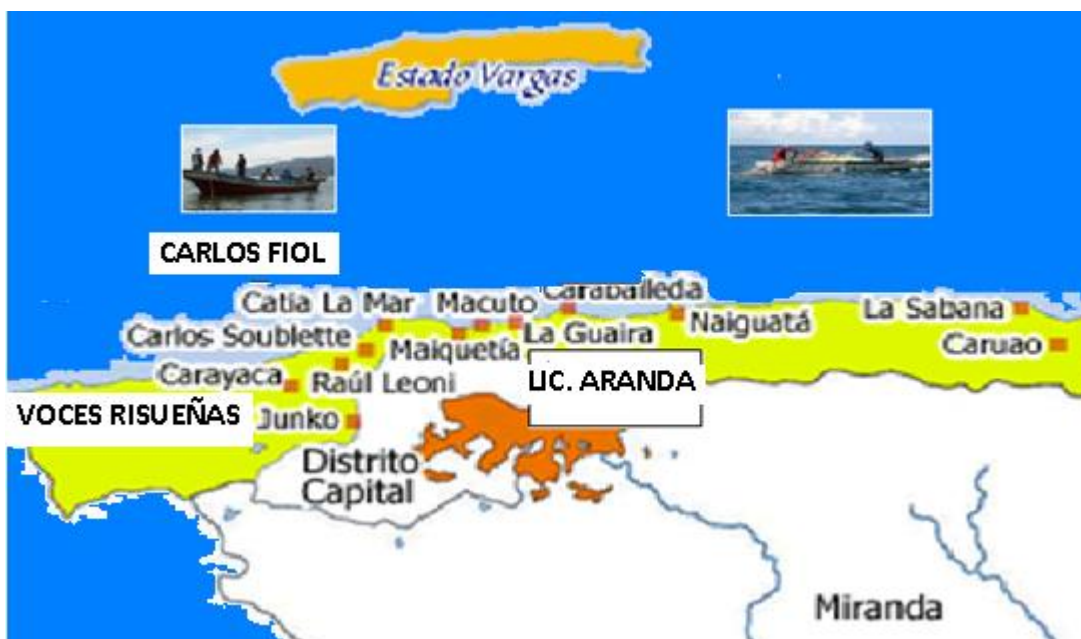 Estado Vargas
CARLOS FIOL
Catia La Mar
Macuto
Caraballeda
Carlos Soublette
Maiquetía
La Guaira
Naiguatá
La Sabana
Caruao
Carayaca
Raúl Leoni
LIC. ARANDA
VOCES RISUEÑAS
Junko
Distrito
Capital
Miranda